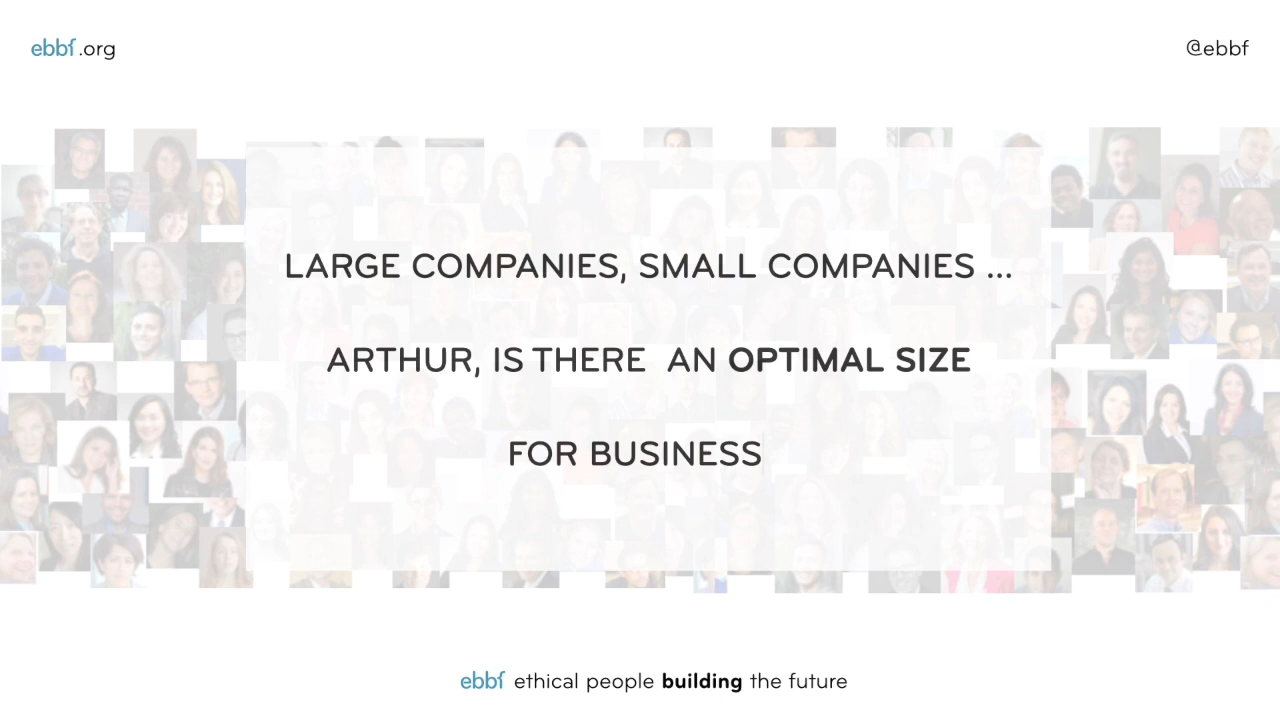 ebbf.org
@ebbf
LARGE COMPANIES, SMALL COMPANIES ...
ARTHUR, IS THERE AN OPTIMAL SIZE
FOR BUSINESS
ebbf ethical people building the future